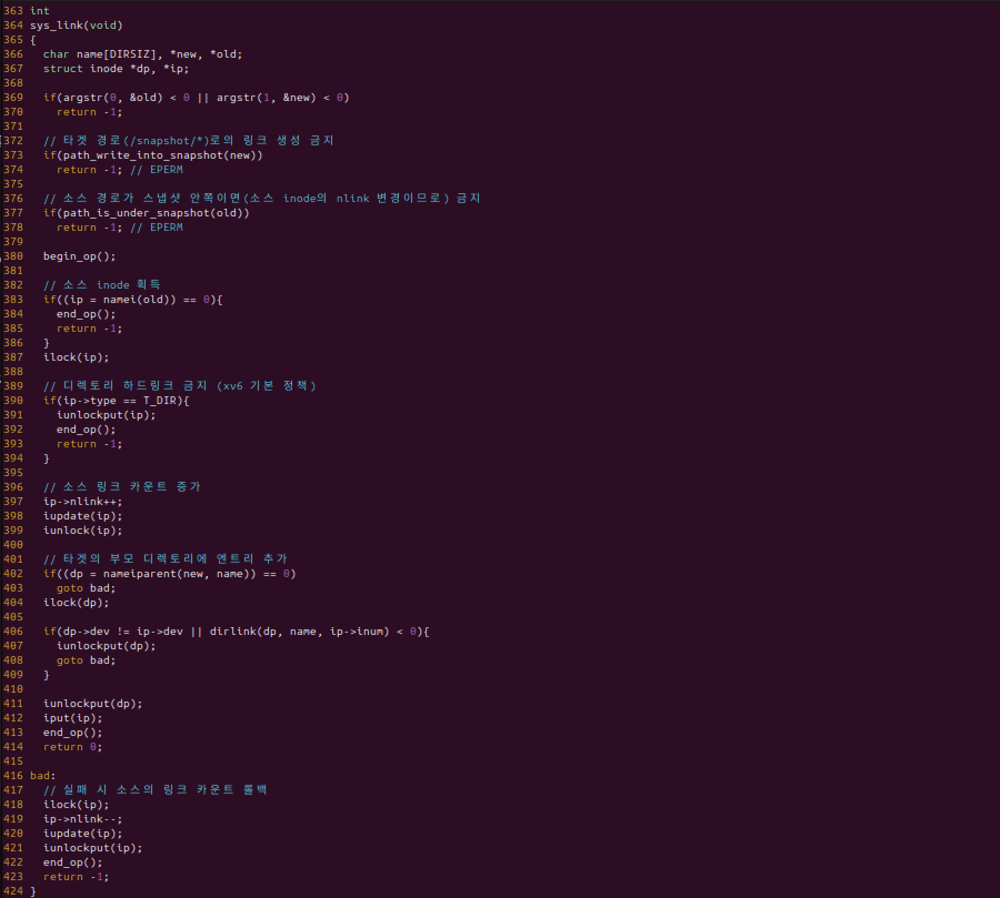 363 int
364 sys_link(void)
365 {
366   char name[DIRSIZ], *new, *old;
367   struct inode *dp, *ip;
368
369   if(argstr(0, &old) < 0 || argstr(1, &new) < 0)
370     return -1;
371
372   // 타겟 경로(/snapshot/*)로의 링크 생성 금지
373   if(path_write_into_snapshot(new))
374     return -1; // EPERM
375
376   // 소스 경로가 스냅샷 안쪽이면(소스 inode의 nlink 변경이므로) 금지
377   if(path_is_under_snapshot(old))
378     return -1; // EPERM
379
380   begin_op();
381
382   // 소스 inode 획득
383   if((ip = namei(old)) == 0){
384     end_op();
385     return -1;
386   }
387   ilock(ip);
388
389   // 디렉토리 하드링크 금지 (xv6 기본 정책)
390   if(ip->type == T_DIR){
391     iunlockput(ip);
392     end_op();
393     return -1;
394   }
395
396   // 소스 링크 카운트 증가
397   ip->nlink++;
398   iupdate(ip);
399   iunlock(ip);
400
401   // 타겟의 부모 디렉토리에 엔트리 추가
402   if((dp = nameiparent(new, name)) == 0)
403     goto bad;
404   ilock(dp);
405
406   if(dp->dev != ip->dev || dirlink(dp, name, ip->inum) < 0){
407     iunlockput(dp);
408     goto bad;
409   }
410
411   iunlockput(dp);
412   iput(ip);
413   end_op();
414   return 0;
415
416 bad:
417   // 실패 시 소스의 링크 카운트 롤백
418   ilock(ip);
419   ip->nlink--;
420   iupdate(ip);
421   iunlockput(ip);
422   end_op();
423   return -1;
424 }